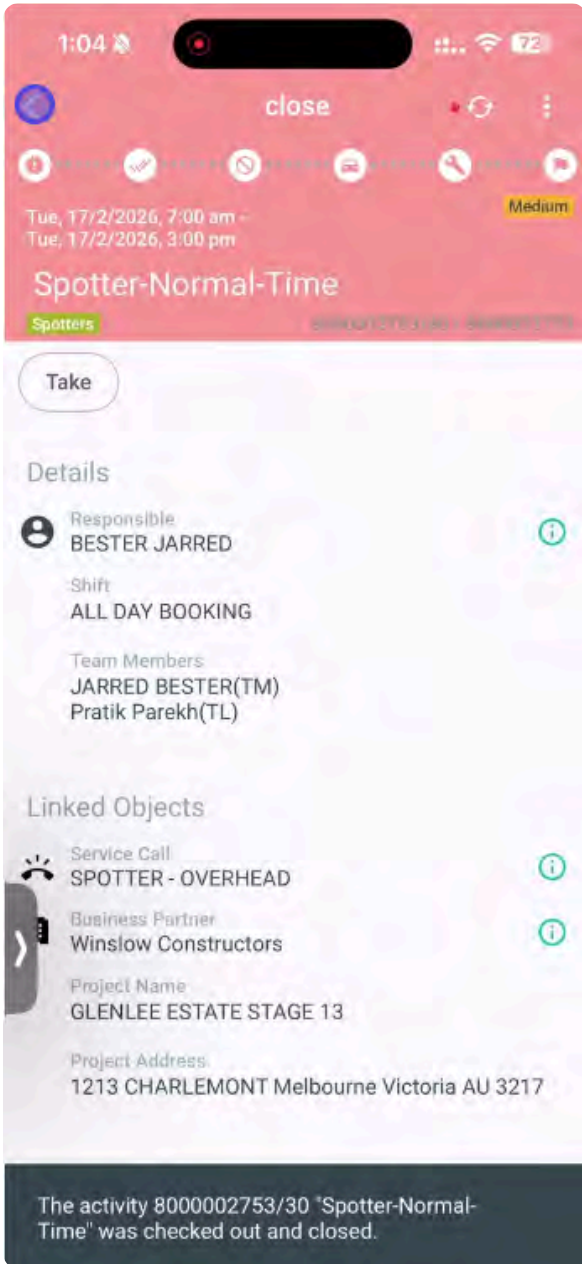 1:04
73
close
Medium
Tue, 17/2/2026, 7:00 am -
Tue, 17/2/2026, 3:00 pm
Spotter-Normal-Time
Spotters
Take
Details
Responsible
BESTER JARRED
Shift
ALL DAY BOOKING
Team Members
JARRED BESTER(TM)
Pratik Parekh(TL)
Linked Objects
Service Call
SPOTTER - OVERHEAD
Business Partner
Winslow Constructors
Project Name
GLENLEE ESTATE STAGE 13
Project Address
1213 CHARLEMONT Melbourne Victoria AU 3217
The activity 8000002753/30 "Spotter-Normal-
Time" was checked out and closed.